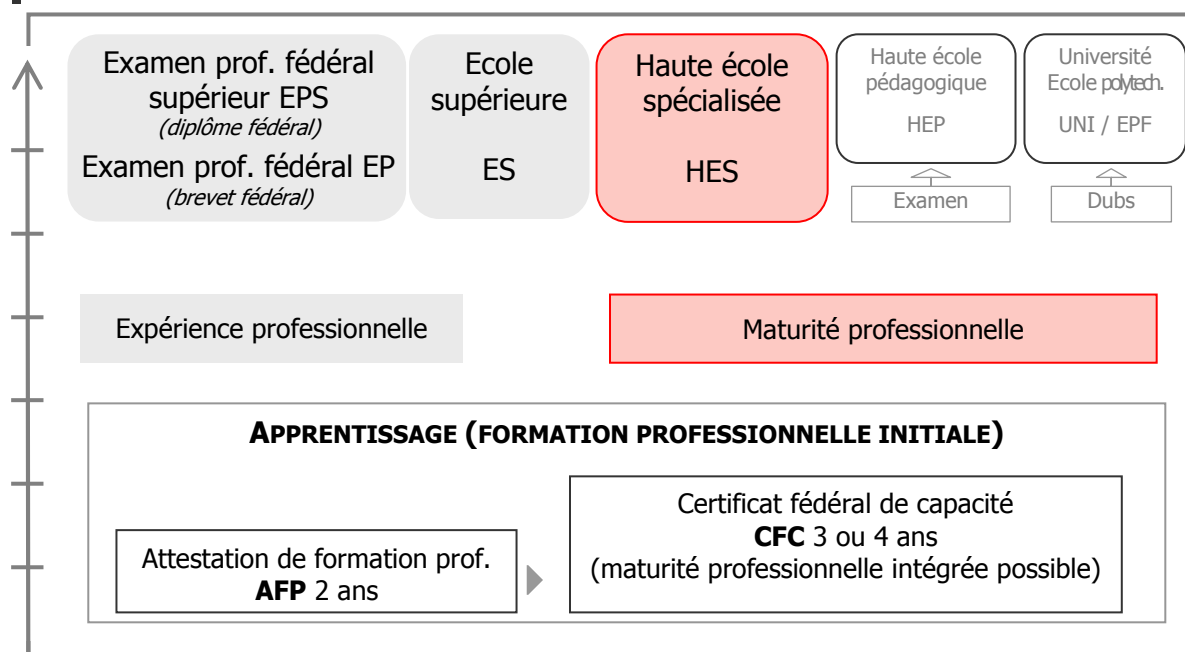 Examen prof. fédéral
supérieur EPS
(diplôme fédéral)
Examen prof. fédéral EP
(brevet fédéral)
Ecole
supérieure
ES
Haute école
spécialisée
HES
Haute école
pédagogique
HEP
Université
Ecole polytech.
UNI / EPF
Examen
Dubs
Expérience professionnelle
Maturité professionnelle
APPRENTISSAGE (FORMATION PROFESSIONNELLE INITIALE)
Attestation de formation prof.
AFP 2 ans
Certificat fédéral de capacité
CFC 3 ou 4 ans
(maturité professionnelle intégrée possible)